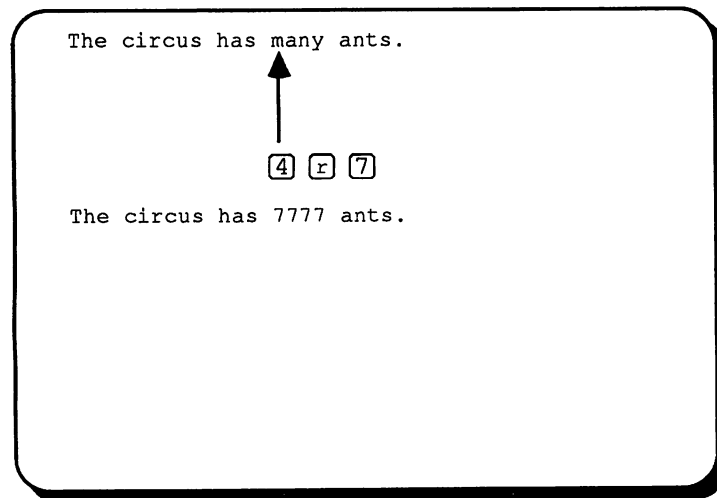 The circus has many ants.
4 r 7
The circus has 7777 ants.